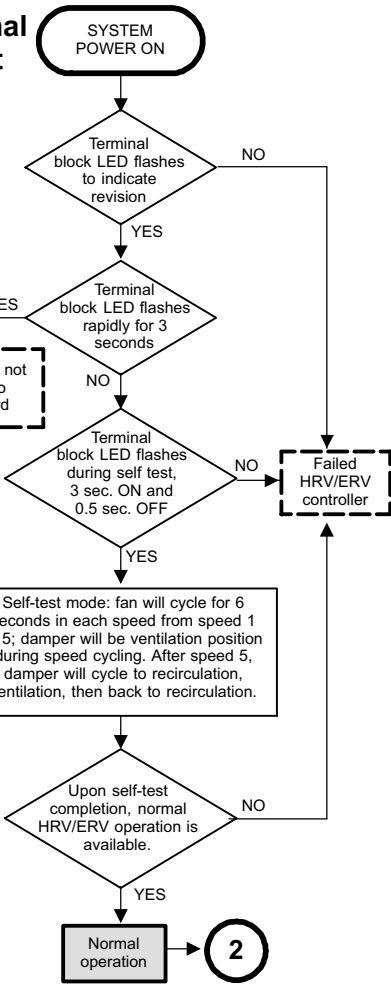 SYSTEM
POWER ON
Terminal
block LED flashes
to indicate
revision
NO
YES
Terminal
block LED flashes
rapidly for 3
seconds
not
NO
Terminal
block LED flashes
during self test,
3 sec. ON and
0.5 sec. OFF
NO
Failed
HRV/ERV
controller
YES
Self-test mode: fan will cycle for 6
in each speed from speed 1
5; damper will be ventilation position
during speed cycling. After speed 5,
damper will cycle to recirculation,
then back to recirculation.
Upon self-test
completion, normal
HRV/ERV operation is
available.
NO
YES
Normal
operation
2